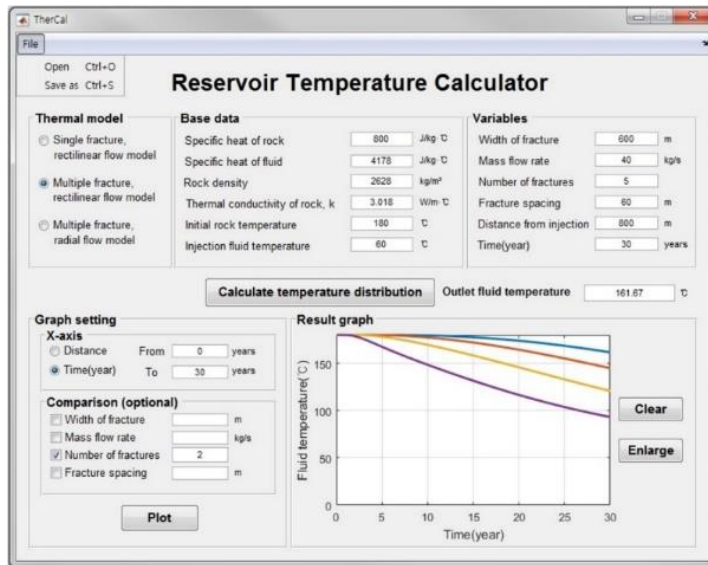 TherCal
File
Open Ctrl+O
Save as Ctrl+S
Reservoir Temperature Calculator
Thermal model
Single fracture,
rectilinear flow model
Multiple fracture,
rectilinear flow model
Multiple fracture,
radial flow model
Base data
Specific heat of rock 800 J/kg·℃
Specific heat of fluid 4178 J/kg·℃
Rock density 2628 kg/m³
Thermal conductivity of rock, k 3.018 W/m·℃
Initial rock temperature 180 ℃
Injection fluid temperature 60 ℃
Variables
Width of fracture 600 m
Mass flow rate 40 kg/s
Number of fractures 5
Fracture spacing 60 m
Distance from injection 800 m
Time(year) 30 years
Calculate temperature distribution
Outlet fluid temperature 161.67 ℃
Graph setting
X-axis
Distance From 0 years
Time(year) To 30 years
Comparison (optional)
Width of fracture m
Mass flow rate kg/s
Number of fractures 2
Fracture spacing m
Plot
Result graph
Fluid temperature(℃)
150
100
50
0
0 5 10 15 20 25 30
Time(year)
Clear
Enlarge